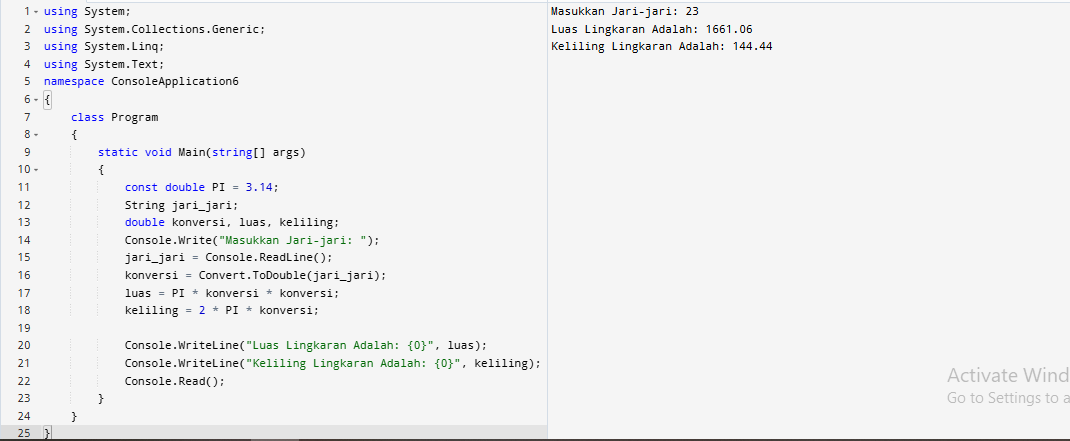 1 using System;
2 using System.Collections.Generic;
3 using System.Linq;
4 using System.Text;
5 namespace ConsoleApplication6
6 {
7     class Program
8     {
9         static void Main(string[] args)
10         {
11             const double PI = 3.14;
12             String jari_jari;
13             double konversi, luas, keliling;
14             Console.Write("Masukkan Jari-jari: ");
15             jari_jari = Console.ReadLine();
16             konversi = Convert.ToDouble(jari_jari);
17             luas = PI * konversi * konversi;
18             keliling = 2 * PI * konversi;
19
20             Console.WriteLine("Luas Lingkaran Adalah: {0}", luas);
21             Console.WriteLine("Keliling Lingkaran Adalah: {0}", keliling);
22             Console.Read();
23         }
24     }
25 }
Masukkan Jari-jari: 23
Luas Lingkaran Adalah: 1661.06
Keliling Lingkaran Adalah: 144.44
Activate Wind
Go to Settings to a